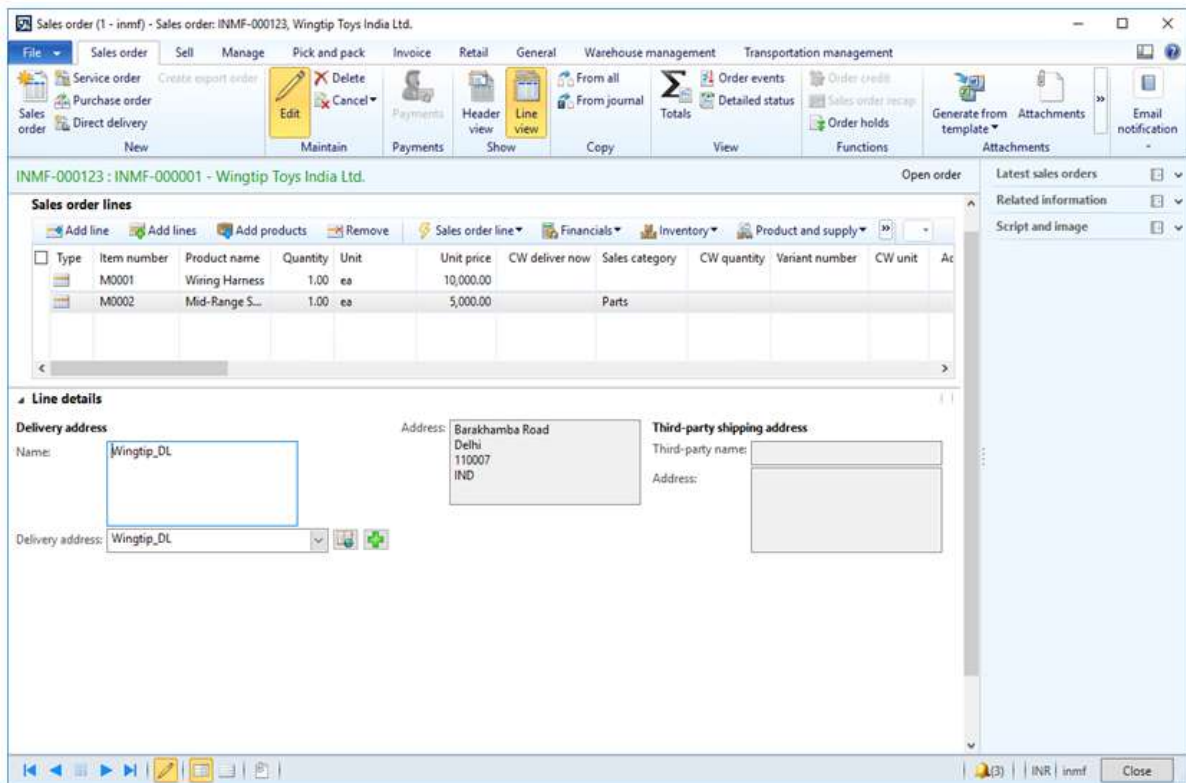 Sales order (1 - inmf) - Sales order: INMF-000123, Wingtip Toys India Ltd.
File Sales order Sell Manage Pick and pack Invoice Retail General Warehouse management Transportation management
Sales order
Service order
Purchase order
Direct delivery
Create export order
New
Edit
Delete
Cancel
Maintain
Payments
Payments
Header view
Line view
Show
From all
From journal
Copy
Totals
Order events
Detailed status
View
Order credit
Sales order recap
Order holds
Functions
Generate from template
Attachments
»
Attachments
Email notification
INMF-000123 : INMF-000001 - Wingtip Toys India Ltd.
Open order
Latest sales orders
Related information
Script and image
Sales order lines
Add line Add lines Add products Remove Sales order line Financials Inventory Product and supply »
Type Item number Product name Quantity Unit Unit price CW deliver now Sales category CW quantity Variant number CW unit Ac
M0001 Wiring Harness 1.00 ea 10,000.00
M0002 Mid-Range S... 1.00 ea 5,000.00 Parts
Line details
Delivery address
Name: Wingtip_DL
Delivery address: Wingtip_DL
Address: Barakhamba Road
Delhi
110007
IND
Third-party shipping address
Third-party name:
Address:
(3) INR inmf Close